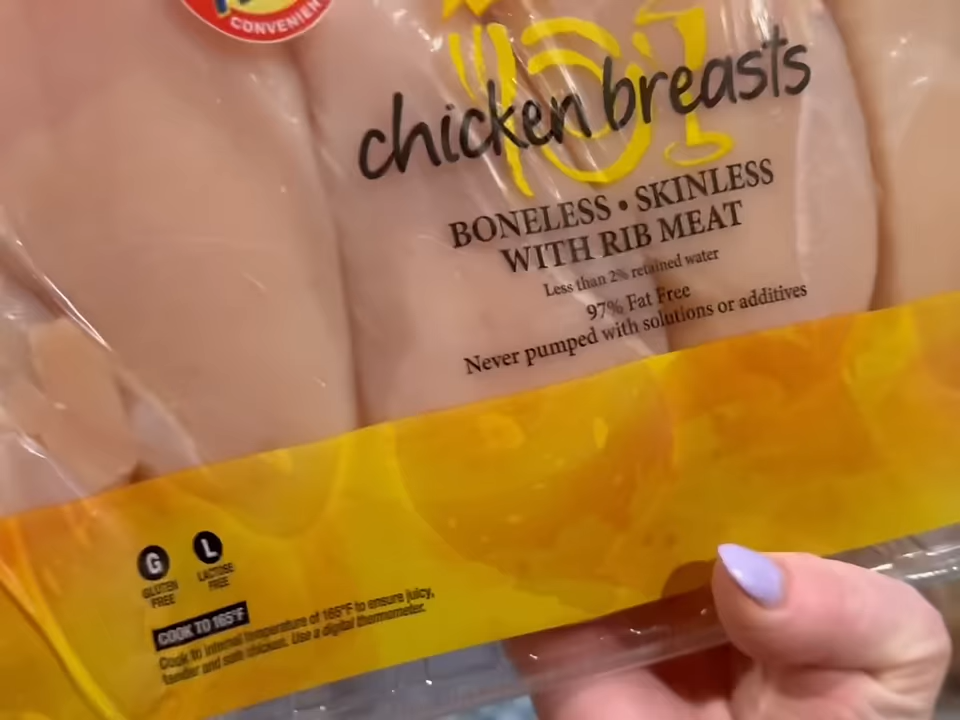 CONVENIEN
chicken breasts
BONELESS • SKINLESS
WITH RIB MEAT
Less than 2% retained water
97% Fat Free
Never pumped with solutions or additives
G
L
GLUTEN
FREE
LACTOSE
FREE
COOK TO 165°F
Cook to internal temperature of 165°F to ensure juicy,
tender and safe chicken. Use a digital thermometer.